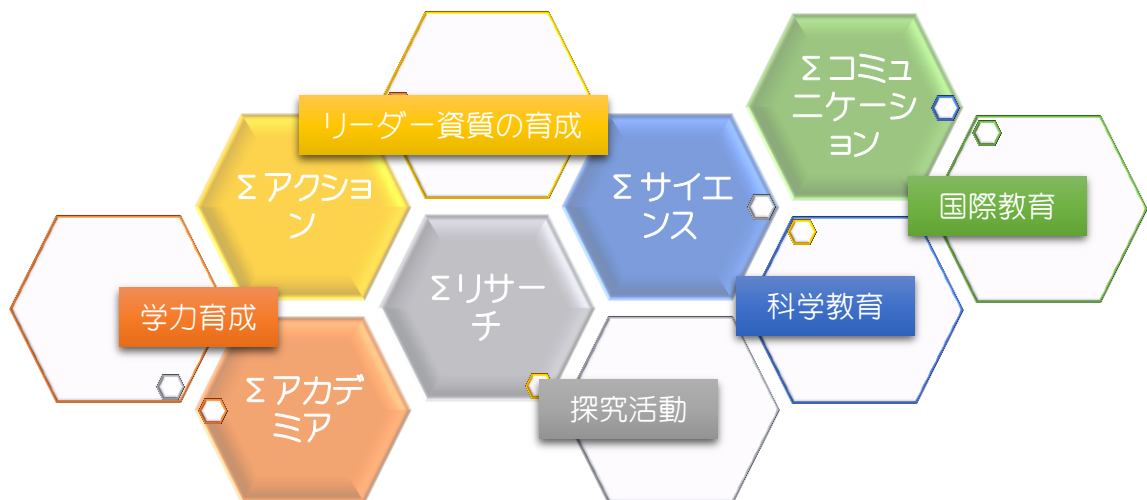 Σコミュ
ニケーシ
ョン
リーダー資質の育成
Σアクショ
ン
Σサイエ
ンス
国際教育
Σリサー
チ
学力育成
科学教育
Σアカデ
ミア
探究活動